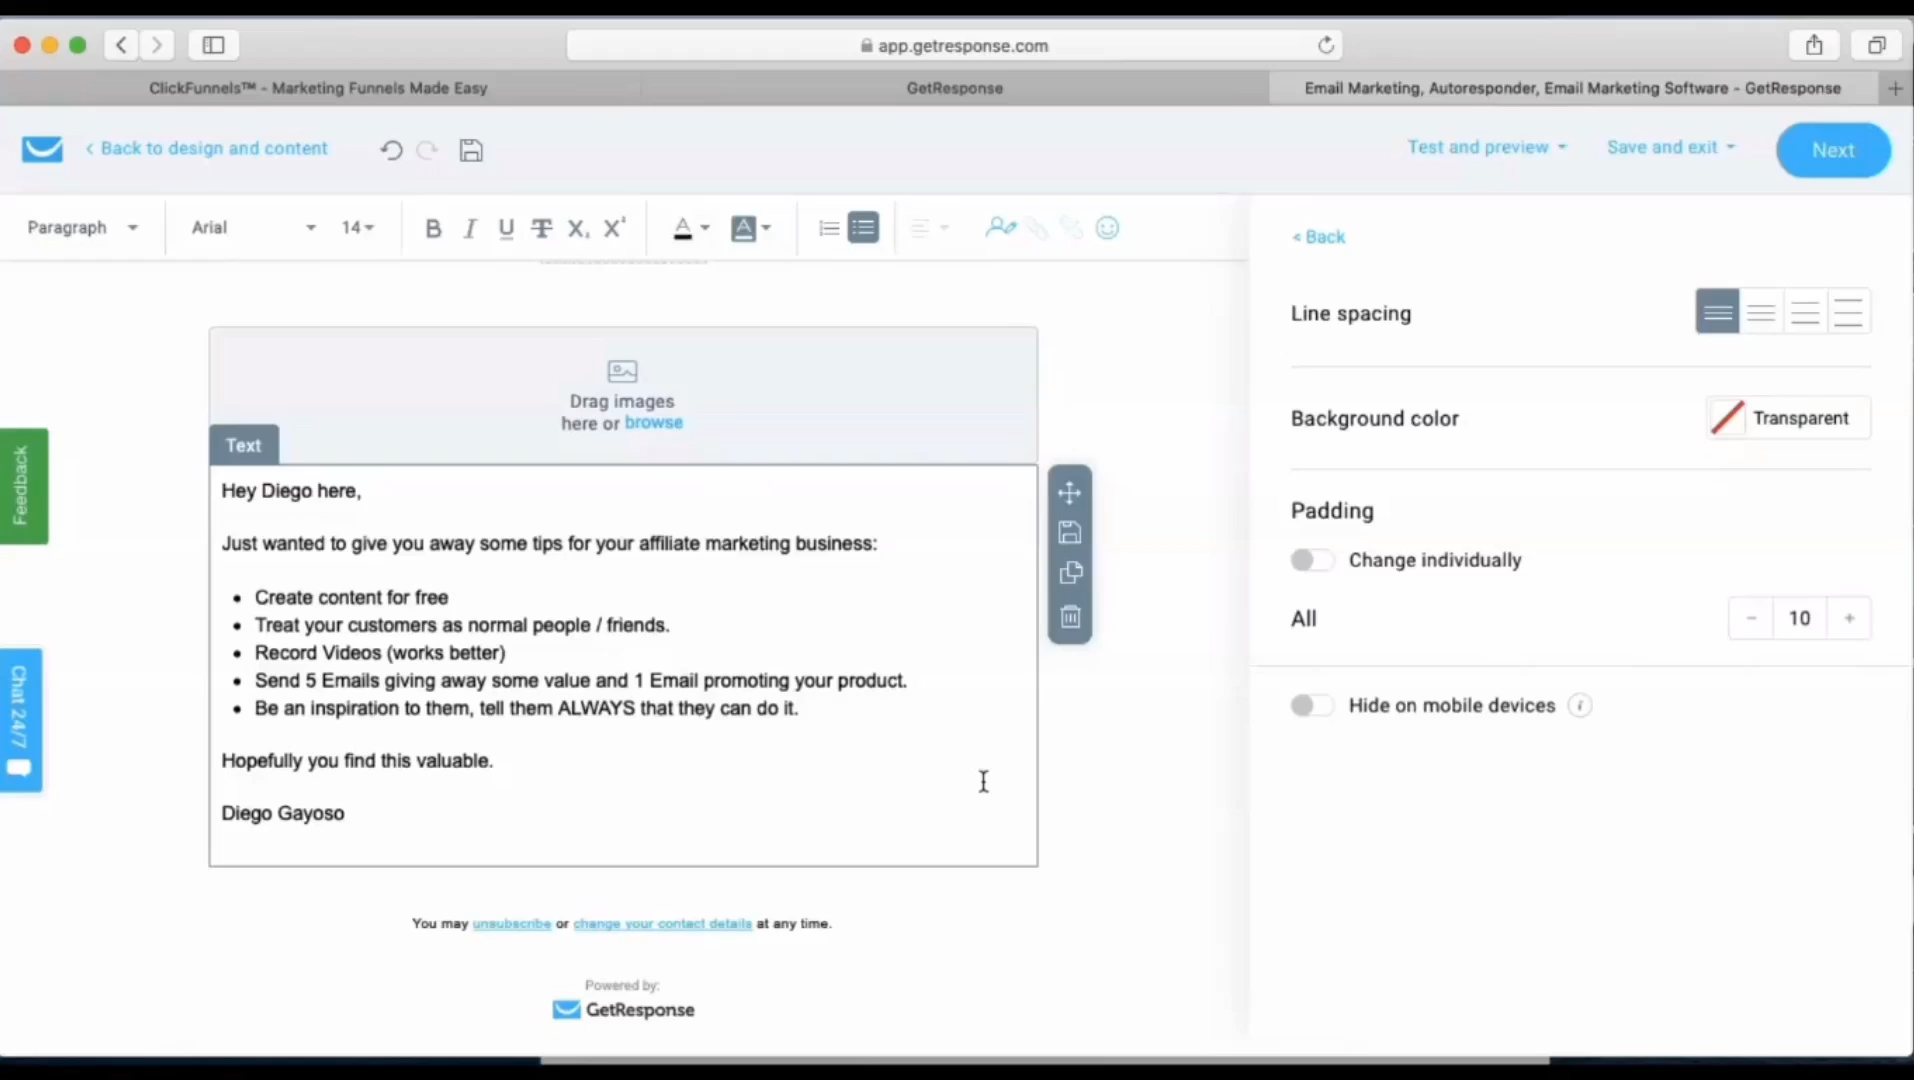 app.getresponse.com
ClickFunnels™ - Marketing Funnels Made Easy
GetResponse
Email Marketing, Autoresponder, Email Marketing Software - GetResponse
< Back to design and content
Test and preview
Save and exit
Next
Paragraph
Arial
14
B I U T X, X'
A
A
< Back
Line spacing
Background color
Transparent
Padding
Change individually
All
- 10 +
Hide on mobile devices i
Drag images
here or browse
Text
Hey Diego here,
Just wanted to give you away some tips for your affiliate marketing business:
• Create content for free
• Treat your customers as normal people / friends.
• Record Videos (works better)
• Send 5 Emails giving away some value and 1 Email promoting your product.
• Be an inspiration to them, tell them ALWAYS that they can do it.
Hopefully you find this valuable.
Diego Gayoso
You may unsubscribe or change your contact details at any time.
Powered by:
GetResponse
Feedback
Chat 24/7